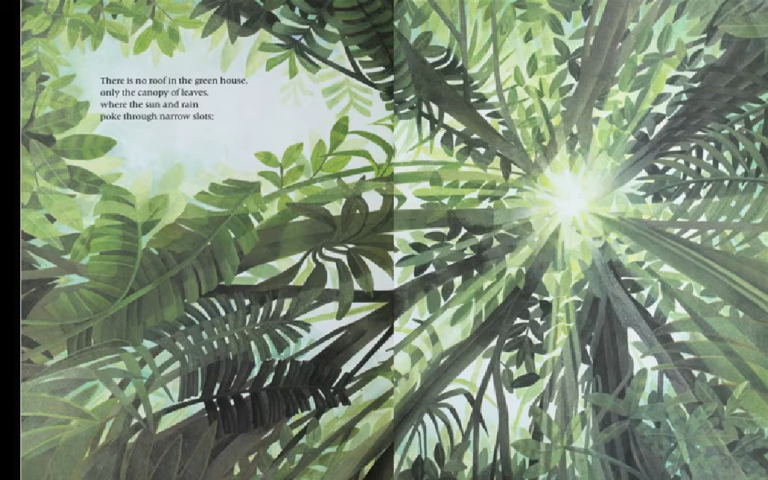 There is no roof in the green house,
only the canopy of leaves,
where the sun and rain
poke through narrow slots;